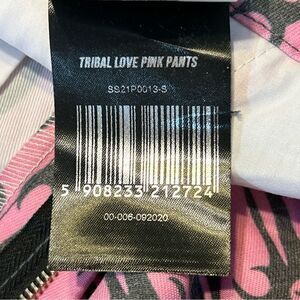 TRIBAL LOVE PINK PANTS
SS21P0013-S
5 908233 212724
00-006-092020